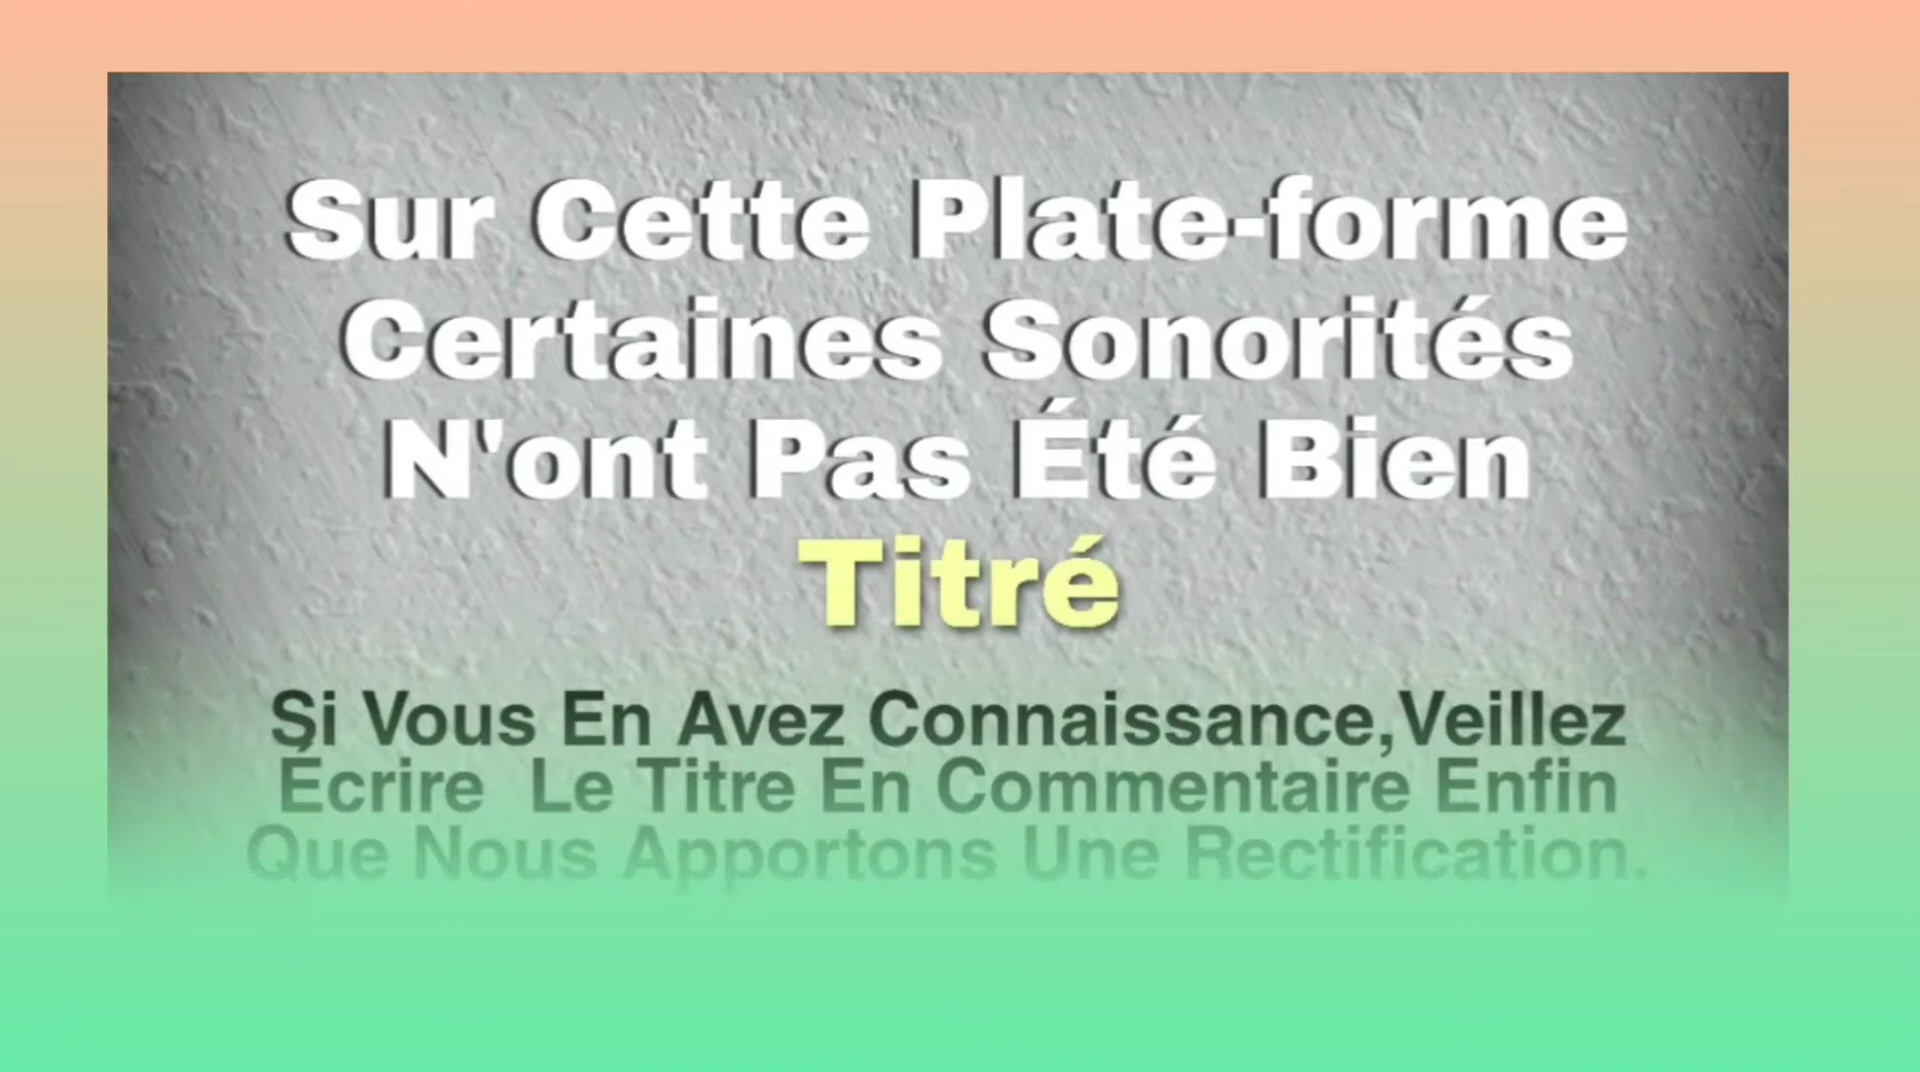 Sur Cette Plate-forme
Certaines Sonorités
N'ont Pas Été Bien
Titré
Si Vous En Avez Connaissance,Veillez
Écrire  Le Titre En Commentaire Enfin
Que Nous Apportons Une Rectification.